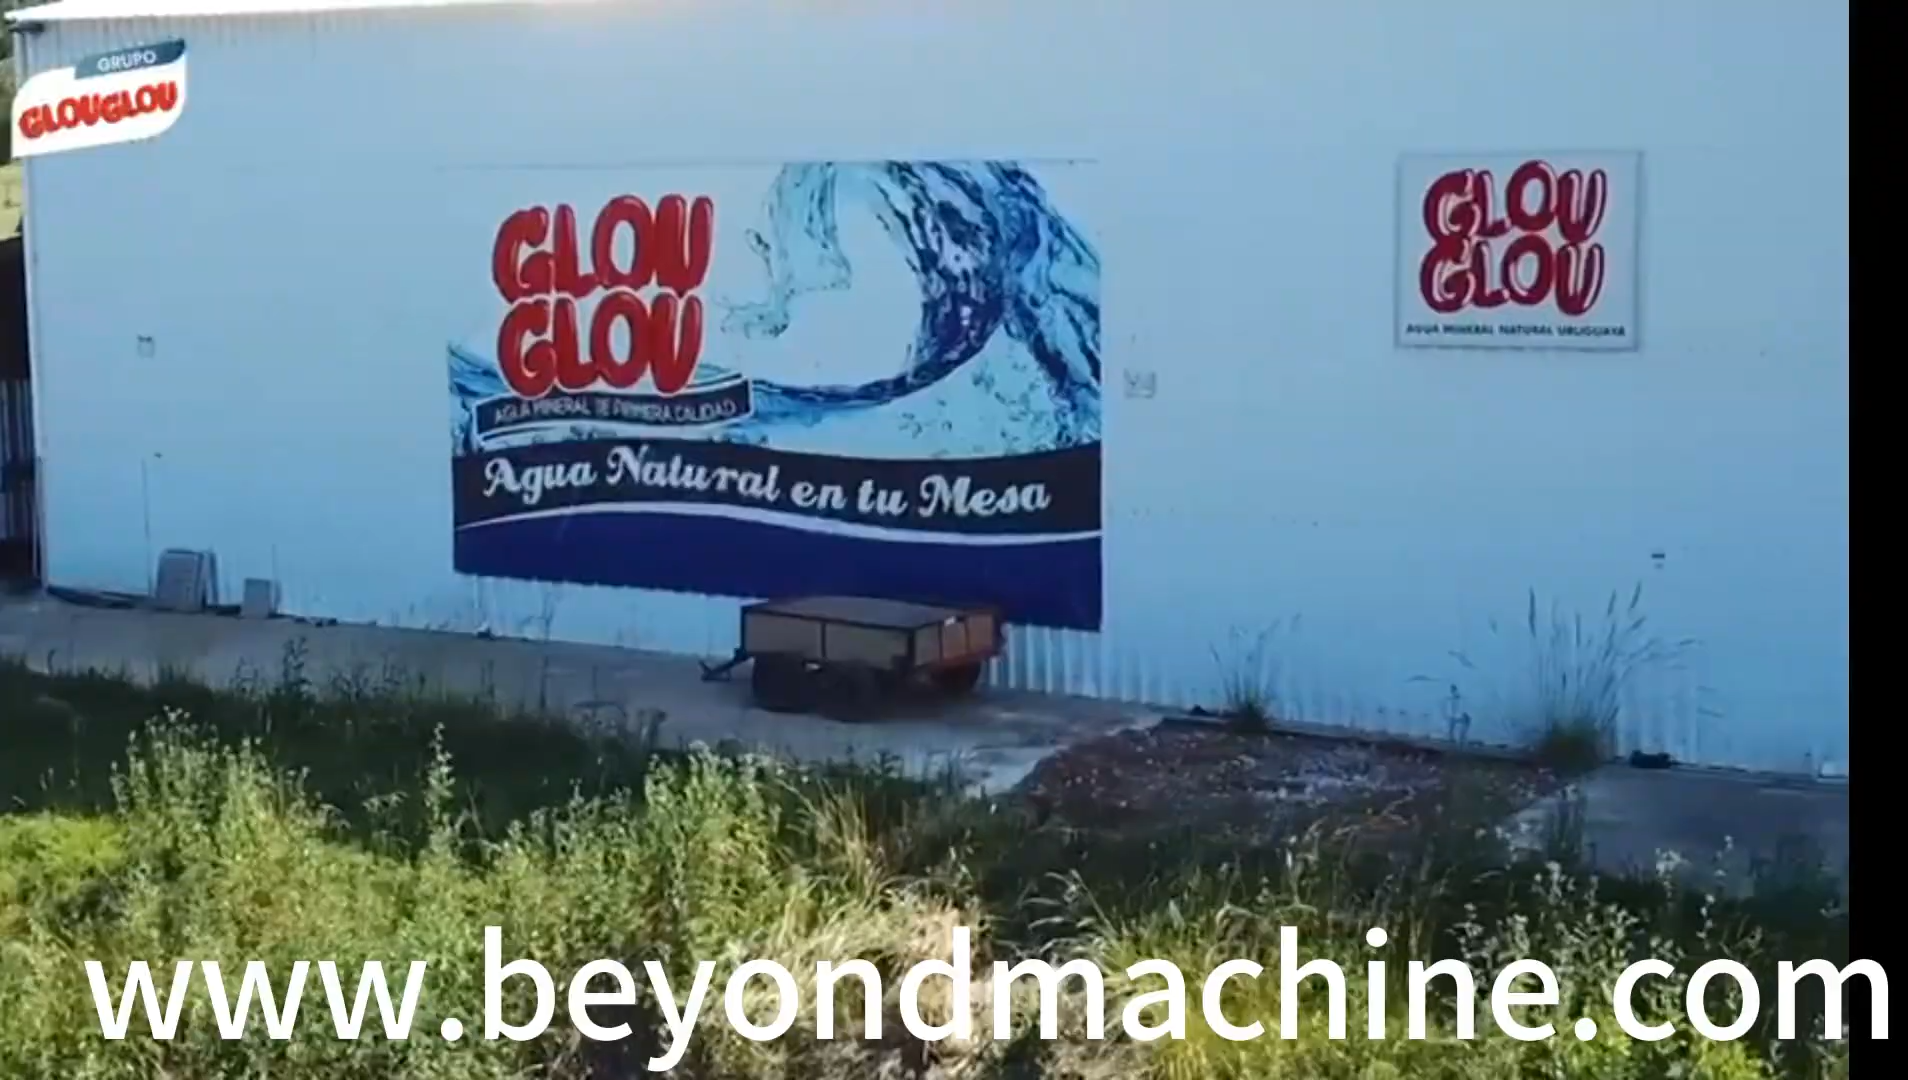 GRUPO
GLOUGLOU
GLOU
GLOU
AGUA MINERAL DE PRIMERA CALIDAD
Agua Natural en tu Mesa
GLOU
GLOU
AGUA MINERAL NATURAL URUGUAYA
www.beyondmachine.com